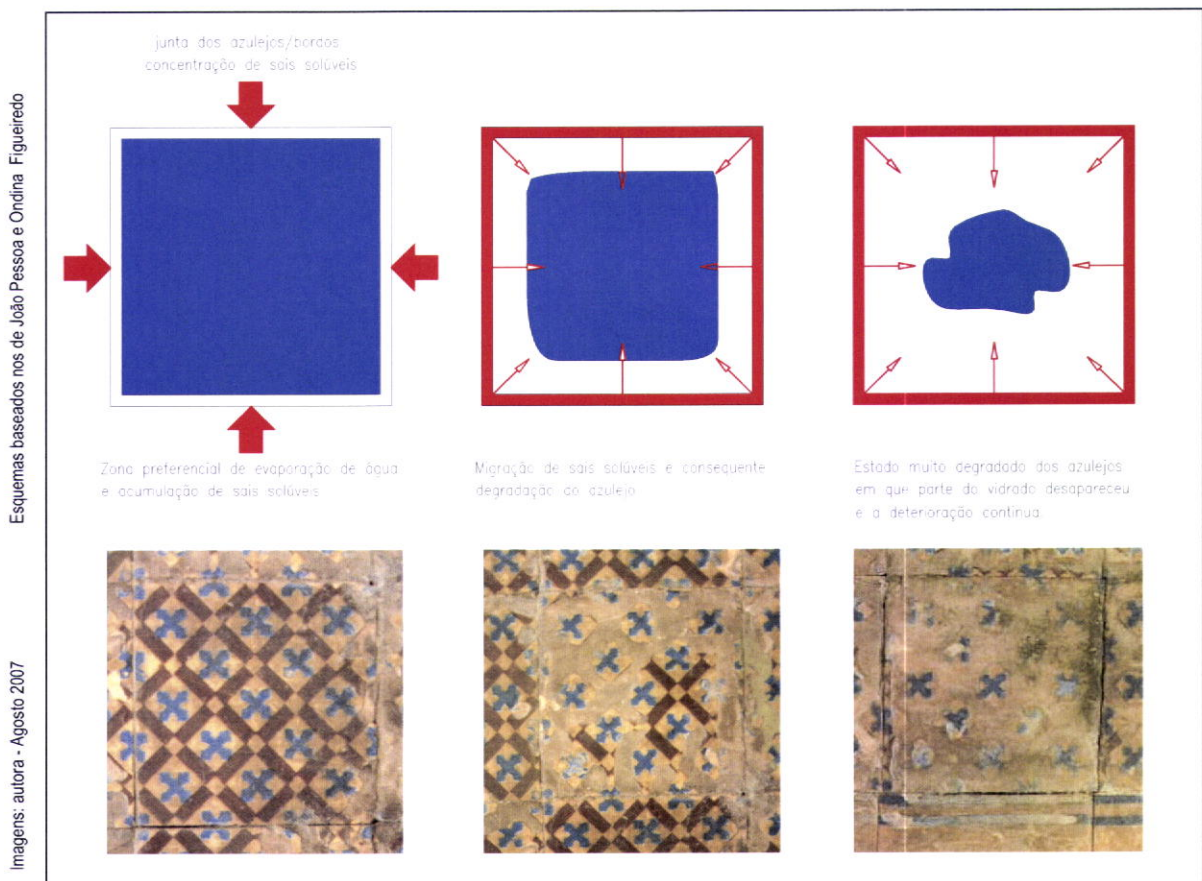 junta dos azulejos/bordos
concentração de sais solúveis
Zona preferencial de evaporação de água
e acumulação de sais solúveis
Migração de sais solúveis e consequente
degradação do azulejo
Estado muito degradado dos azulejos
em que parte do vidrado desapareceu
e a deterioração continua.
Esquemas baseados nos de João Pessoa e Ondina Figueiredo
Imagens: autora - Agosto 2007